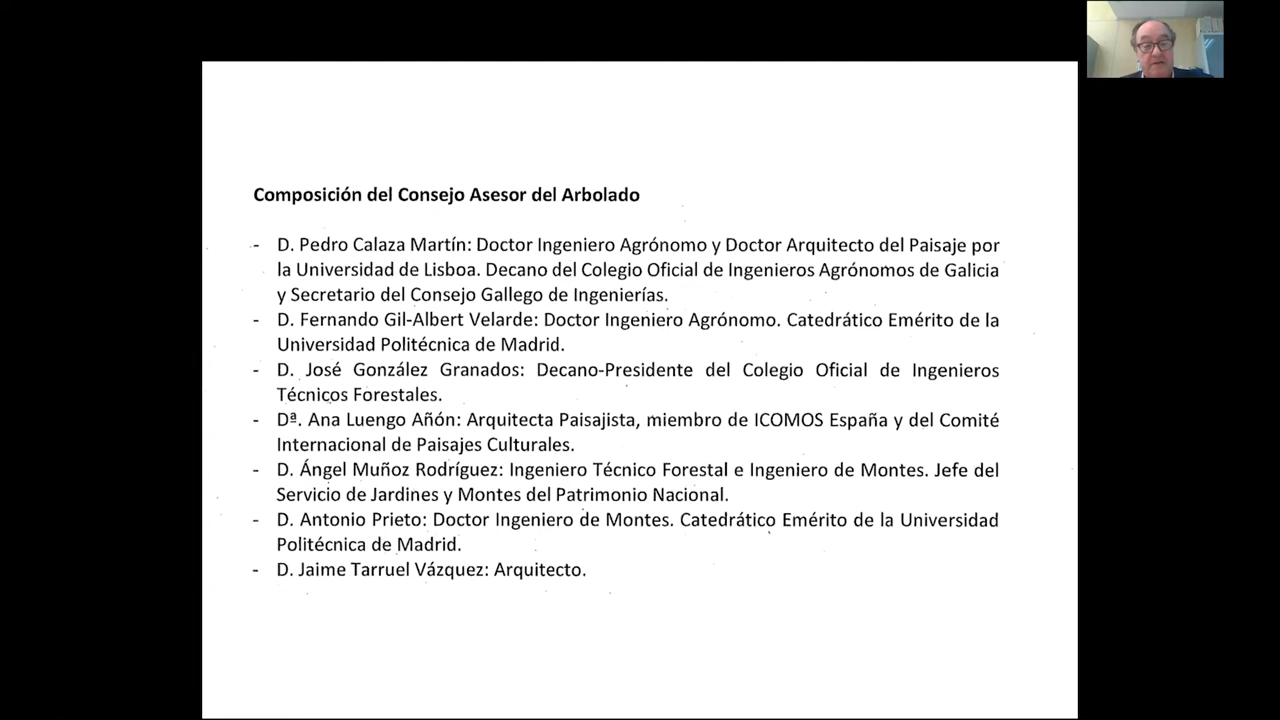 Composición del Consejo Asesor del Arbolado
- D. Pedro Calaza Martín: Doctor Ingeniero Agrónomo y Doctor Arquitecto del Paisaje por
la Universidad de Lisboa. Decano del Colegio Oficial de Ingenieros Agrónomos de Galicia
y Secretario del Consejo Gallego de Ingenierías.
- D. Fernando Gil-Albert Velarde: Doctor Ingeniero Agrónomo. Catedrático Emérito de la
Universidad Politécnica de Madrid.
- D. José González Granados: Decano-Presidente del Colegio Oficial de Ingenieros
Técnicos Forestales.
- Dª. Ana Luengo Añón: Arquitecta Paisajista, miembro de ICOMOS España y del Comité
Internacional de Paisajes Culturales.
- D. Ángel Muñoz Rodríguez: Ingeniero Técnico Forestal e Ingeniero de Montes. Jefe del
Servicio de Jardines y Montes del Patrimonio Nacional.
- D. Antonio Prieto: Doctor Ingeniero de Montes. Catedrático Emérito de la Universidad
Politécnica de Madrid.
- D. Jaime Tarruel Vázquez: Arquitecto.